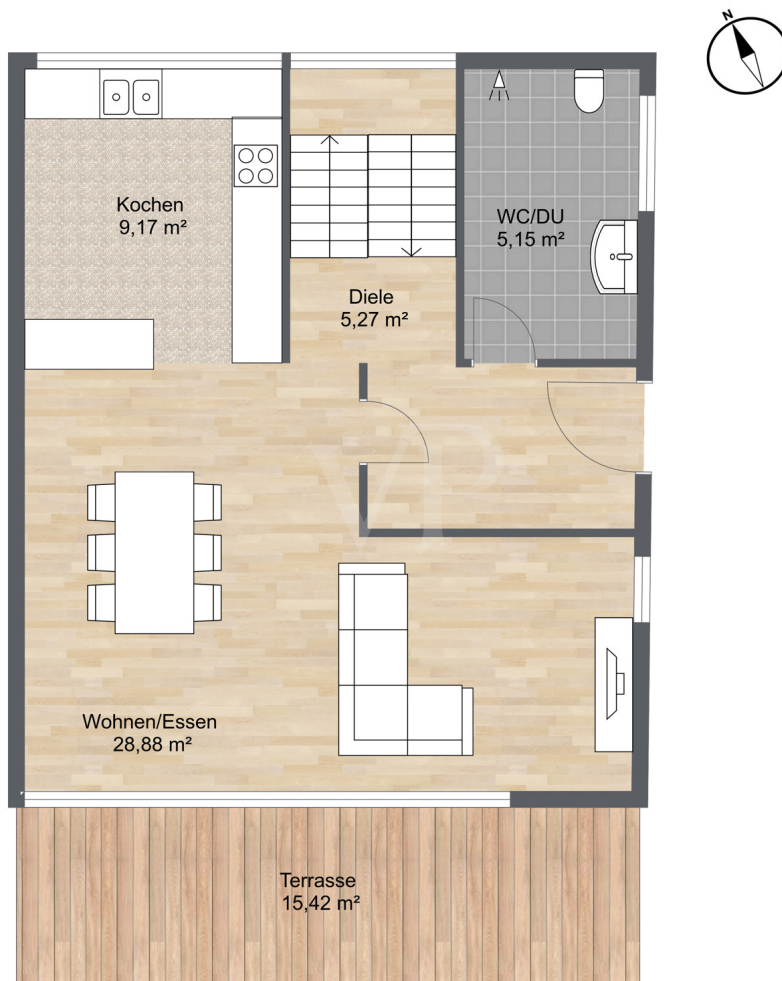 N
Kochen
9,17 m²
WC/DU
5,15 m²
Diele
5,27 m²
VP
Wohnen/Essen
28,88 m²
Terrasse
15,42 m²